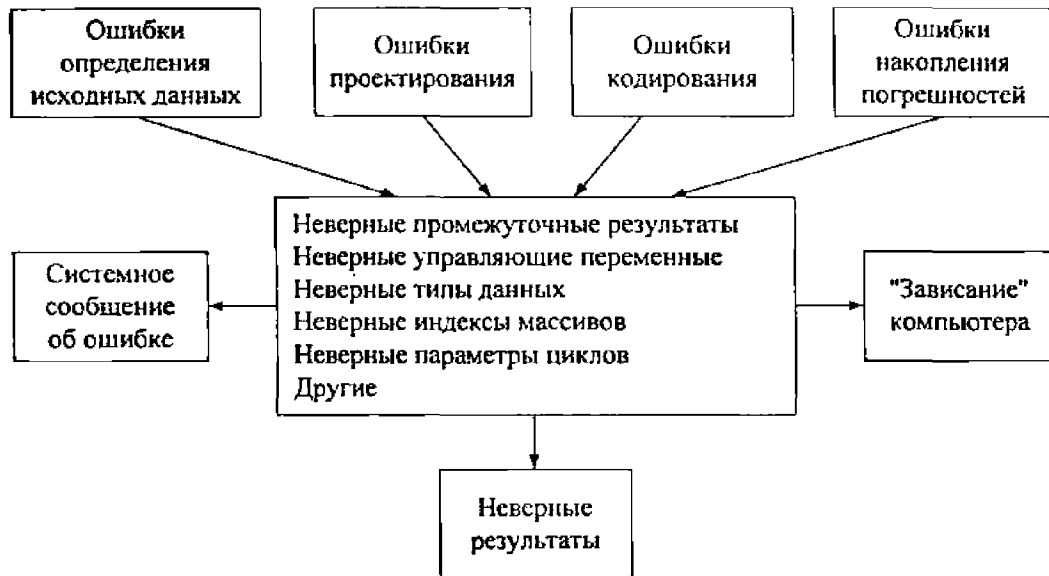 Ошибки
определения
исходных данных
Ошибки
проектирования
Ошибки
кодирования
Ошибки
накопления
погрешностей
Неверные промежуточные результаты
Неверные управляющие переменные
Неверные типы данных
Неверные индексы массивов
Неверные параметры циклов
Другие
Системное
сообщение
об ошибке
"Зависание"
компьютера
Неверные
результаты